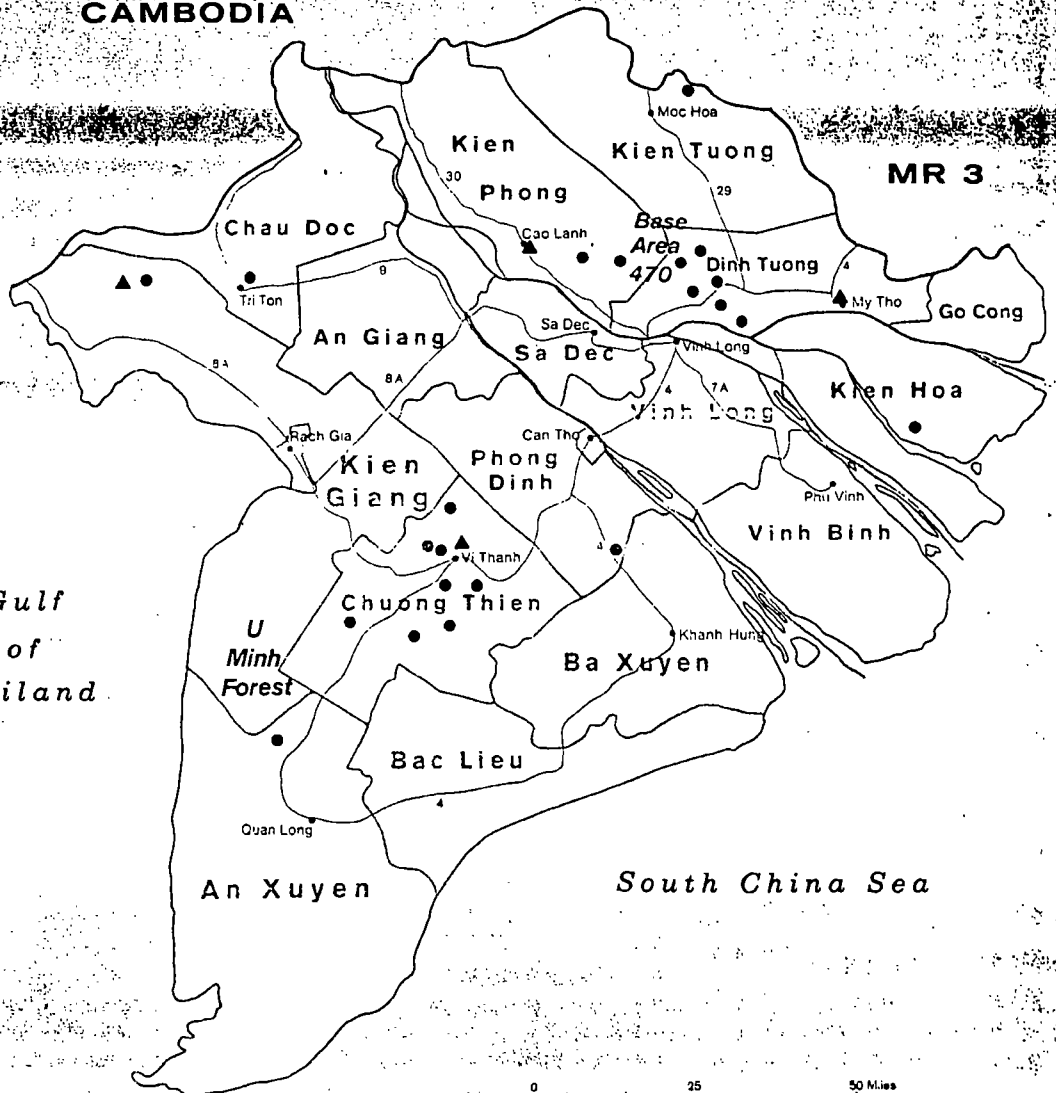 CAMBODIA
Moc Hoa
Kien
Kien Tuong
MR 3
30
29
Phong
Base
Chau Doc
Cao Lanh
Area
4
470
Dinh Tuong
Tri Ton
9
My Tho
Go Cong
An Giang
Sa Dec
Sa Dec
Vinh Long
8A
8A
4
7A
Kien Hoa
Vinh Long
Rach Gia
Can Tho
Kien
Phong
Giang
Dinh
Phu Vinh
Vinh Binh
4
Vi Thanh
Gulf
of
iland
Chuong Thien
U
Minh
Forest
Khanh Hung
Ba Xuyen
Bac Lieu
4
Quan Long
An Xuyen
South China Sea
0 25 50 Miles